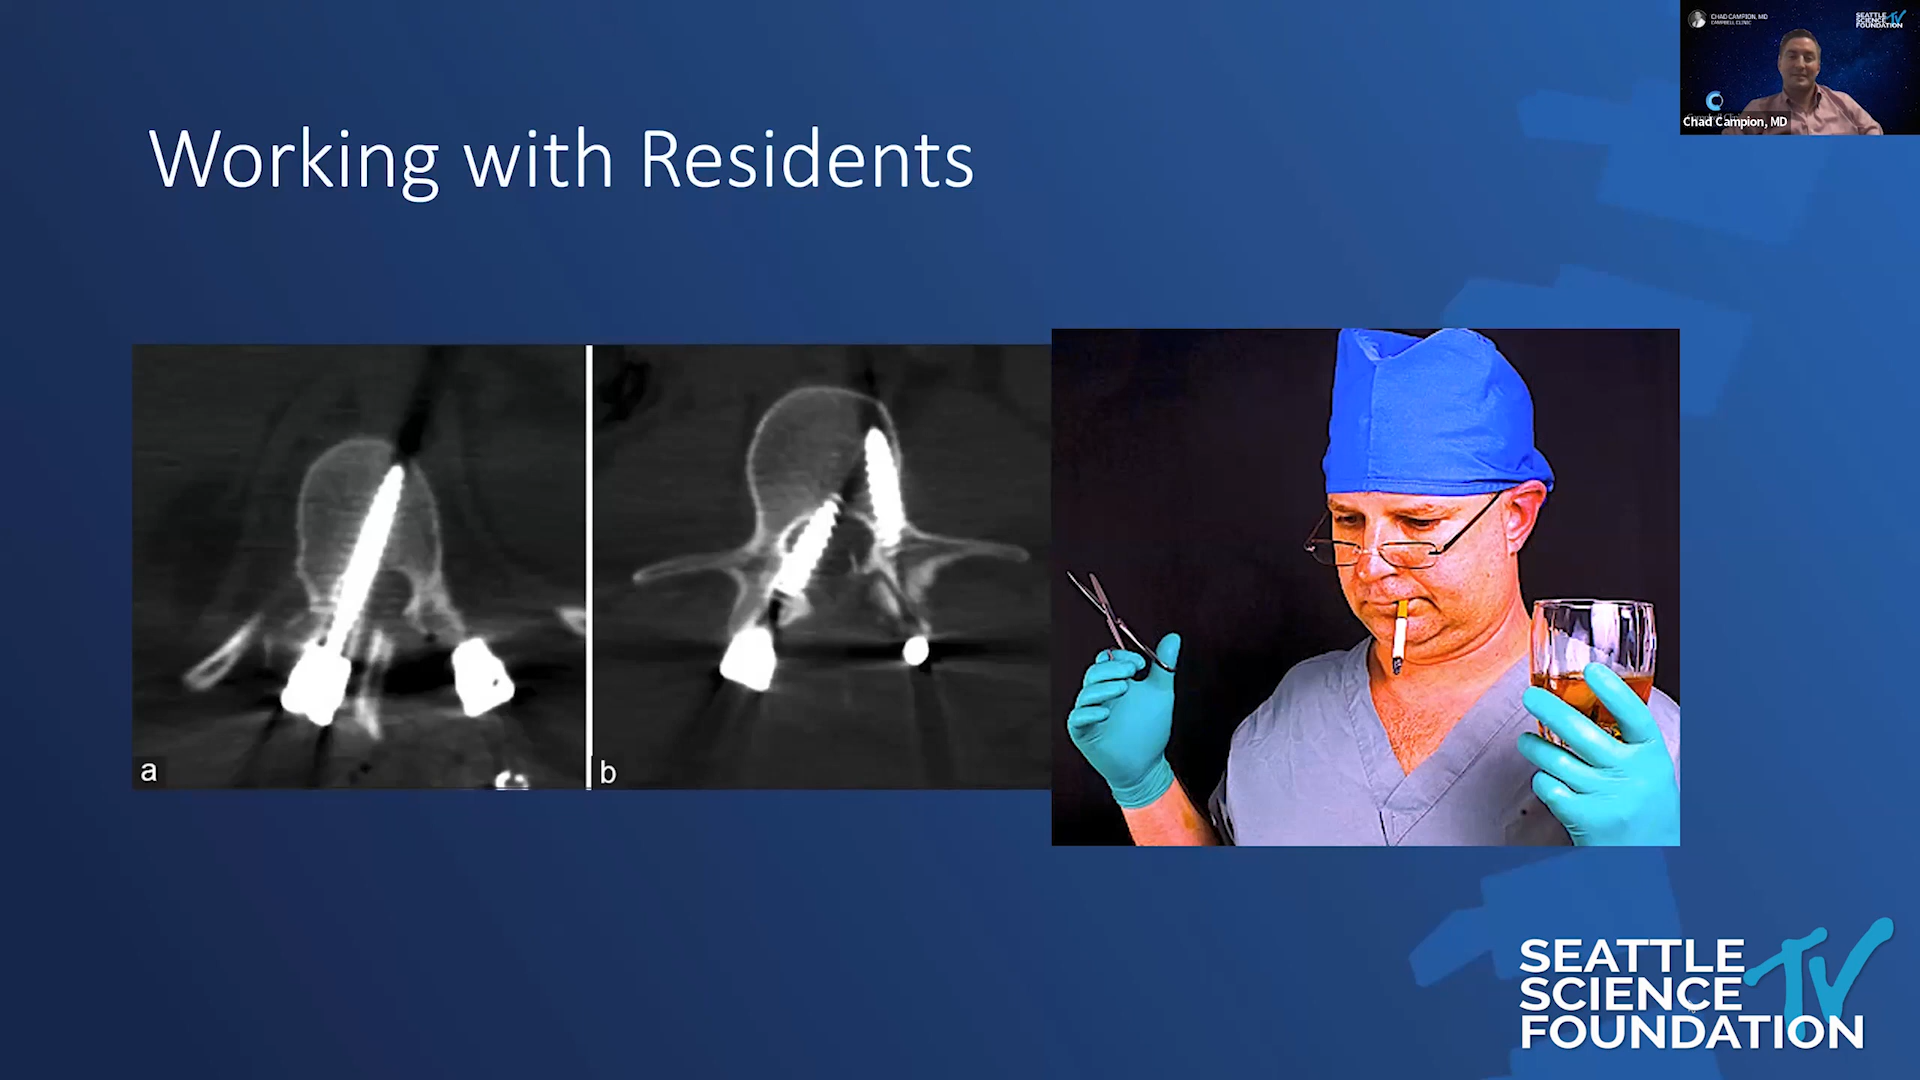 Working with Residents
CHAD CAMPION, MD
CAMPBELL CLINIC
SEATTLE
SCIENCE
FOUNDATION
TV
Chad Campion, MD
a
b
SEATTLE
SCIENCE
FOUNDATION
TV